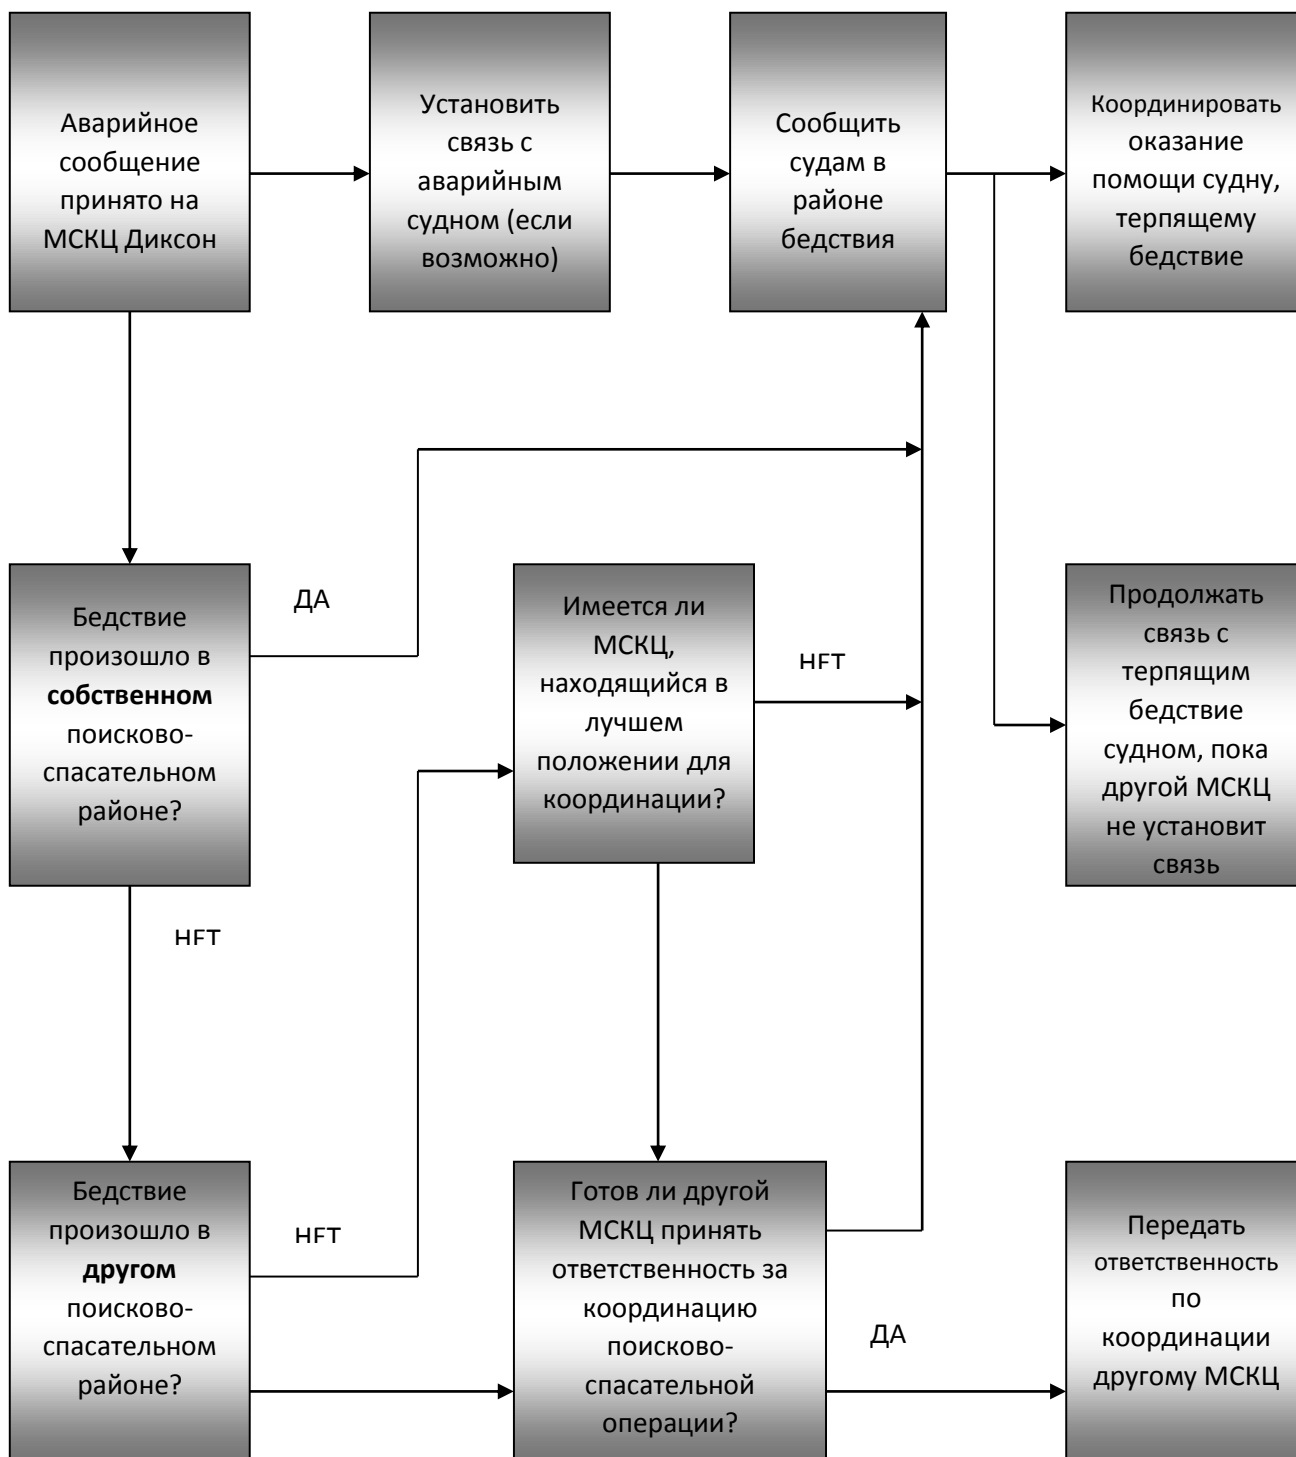 Аварийное
сообщение
принято на
МСКЦ Диксон
Установить
связь с
аварийным
судном (если
возможно)
Сообщить
судам в
районе
бедствия
Координировать
оказание
помощи судну,
терпящему
бедствие
Бедствие
произошло в
собственном
поисково-
спасательном
районе?
ДА
Имеется ли
МСКЦ,
находящийся в
лучшем
положении для
координации?
НЕТ
Продолжать
связь с
терпящим
бедствие
судном, пока
другой МСКЦ
не установит
связь
НЕТ
Бедствие
произошло в
другом
поисково-
спасательном
районе?
НЕТ
Готов ли другой
МСКЦ принять
ответственность за
координацию
поисково-
спасательной
операции?
ДА
Передать
ответственность
по
координации
другому МСКЦ